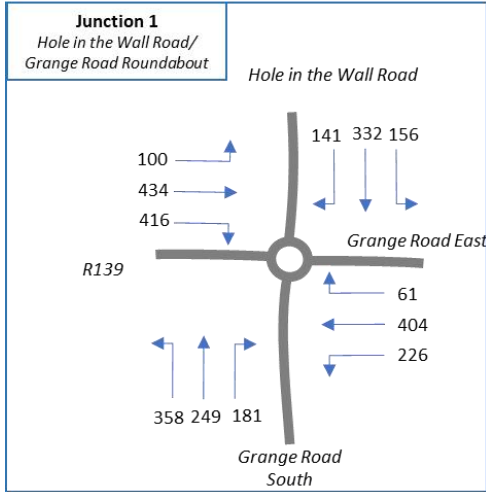 Junction 1
Hole in the Wall Road/
Grange Road Roundabout
Hole in the Wall Road
141 332 156
100
434
416
Grange Road East
R139
61
404
226
358 249 181
Grange Road
South